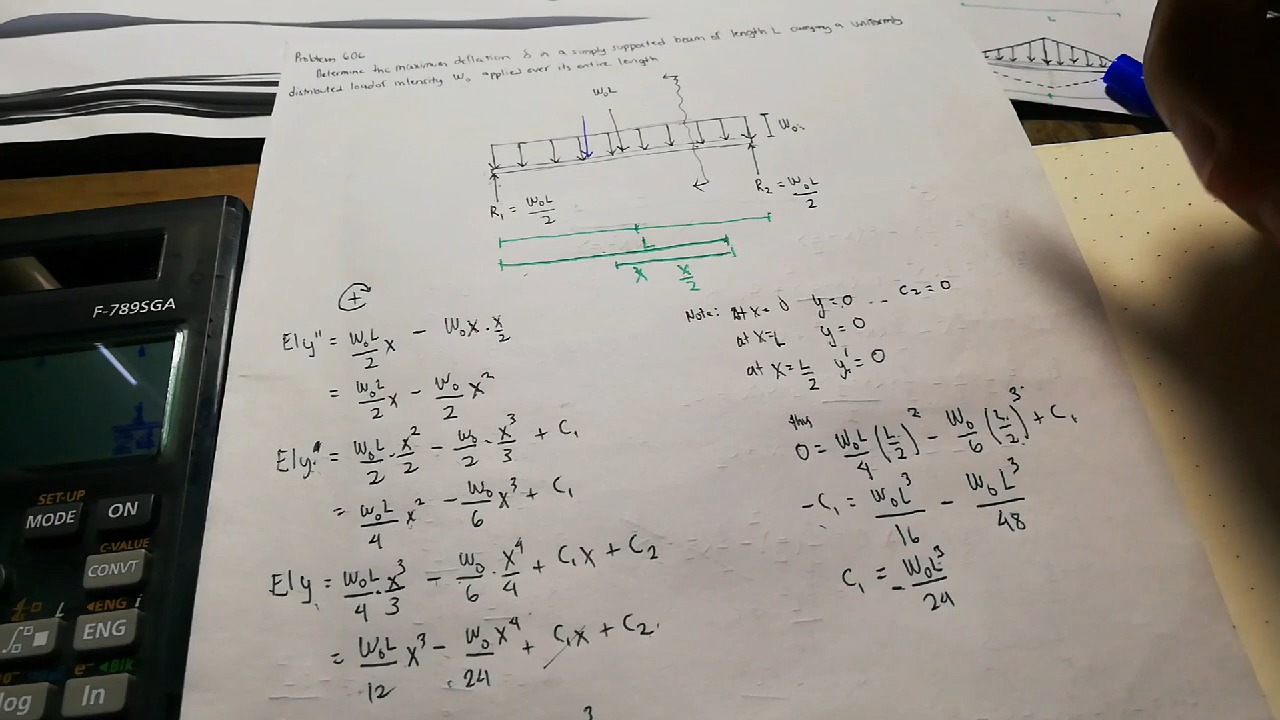 Problem 606
Determine the maximum deflection δ in a simply supported beam of length L carrying a uniformly
distributed load of intensity W₀ applied over its entire length
W₀L
W₀
R₁ = W₀L/2
R₂ = W₀L/2
L
x
x/2
+
EIy'' = W₀L/2 x - W₀x · x/2
= W₀L/2 x - W₀/2 x²
EIy' = W₀L/2 · x²/2 - W₀/2 · x³/3 + C₁
= W₀L/4 x² - W₀/6 x³ + C₁
EIy = W₀L/4 · x³/3 - W₀/6 · x⁴/4 + C₁x + C₂
= W₀L/12 x³ - W₀x⁴/24 + C₁x + C₂
3
Note: At x = 0 y = 0 ∴ C₂ = 0
at x = L y = 0
at x = L/2 y' = 0
thus
0 = W₀L/4 (L/2)² - W₀/6 (L/2)³ + C₁
-C₁ = W₀L³/16 - W₀L³/48
C₁ = -W₀L³/24
F-789SGA
SET-UP
MODE
ON
C-VALUE
CONVT
ENG
ENG
log
ln